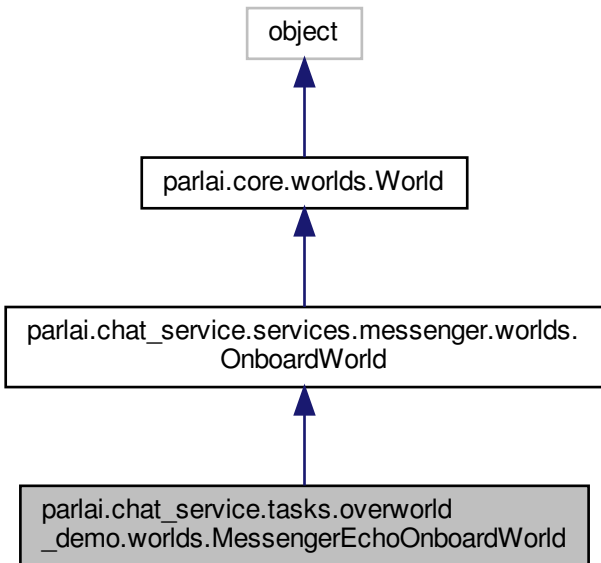 object
parlai.core.worlds.World
parlai.chat_service.services.messenger.worlds.
OnboardWorld
parlai.chat_service.tasks.overworld
_demo.worlds.MessengerEchoOnboardWorld